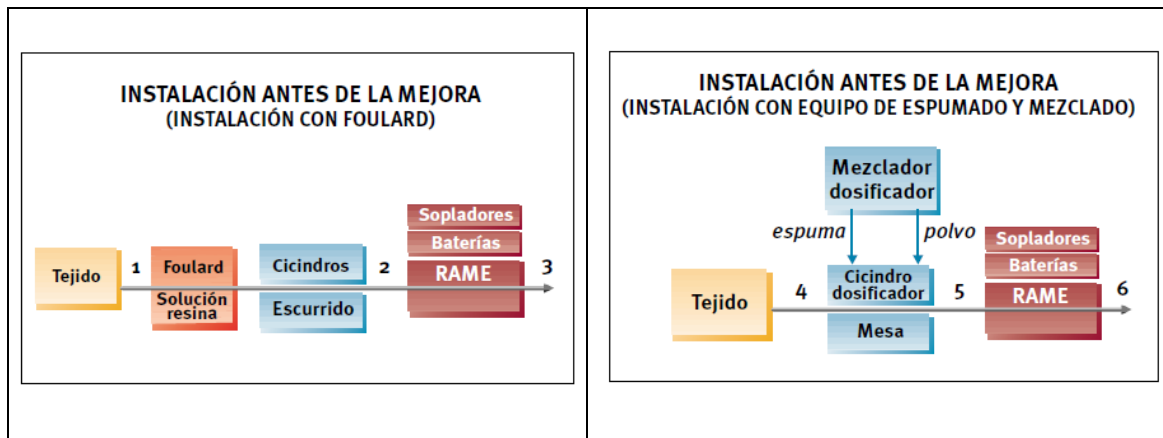 INSTALACIÓN ANTES DE LA MEJORA
(INSTALACIÓN CON FOULARD)
Sopladores
Baterías
Tejido
1
Foulard
Cicindros
2
RAME
3
Solución
resina
Escurrido
INSTALACIÓN ANTES DE LA MEJORA
(INSTALACIÓN CON EQUIPO DE ESPUMADO Y MEZCLADO)
Mezclador
dosificador
espuma
polvo
Sopladores
Baterías
Tejido
4
Cicindro
dosificador
5
RAME
6
Mesa